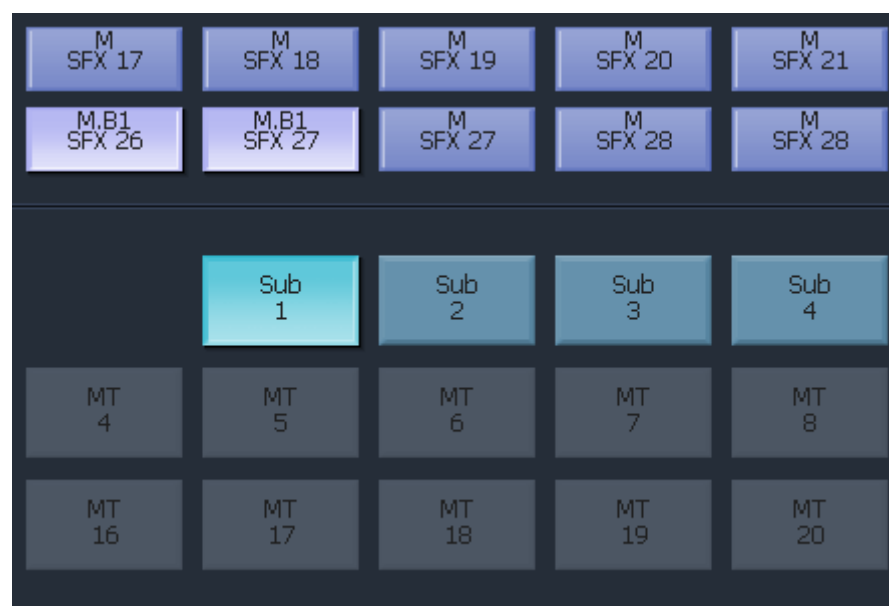 M M M M M
SFX 17 SFX 18 SFX 19 SFX 20 SFX 21
M.B1 M.B1 M M M
SFX 26 SFX 27 SFX 27 SFX 28 SFX 28
Sub Sub Sub Sub
1 2 3 4
MT MT MT MT MT
4 5 6 7 8
MT MT MT MT MT
16 17 18 19 20